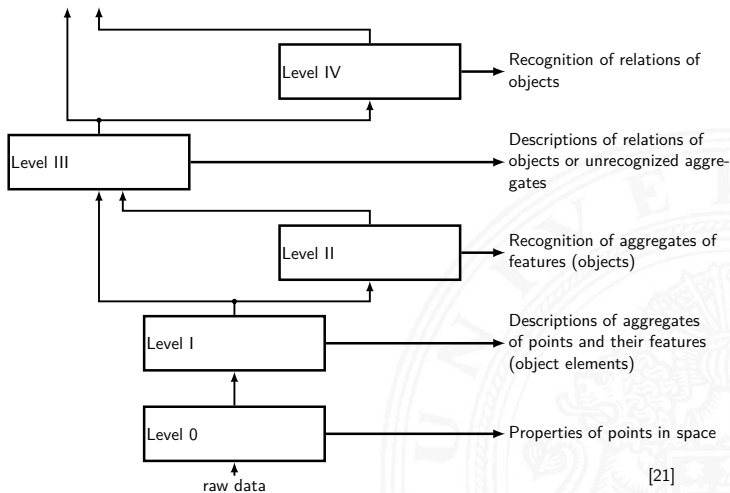 Level IV
Recognition of relations of
objects
Level III
Descriptions of relations of
objects or unrecognized aggre-
gates
Level II
Recognition of aggregates of
features (objects)
Level I
Descriptions of aggregates
of points and their features
(object elements)
Level 0
Properties of points in space
raw data
[21]
UNIVER